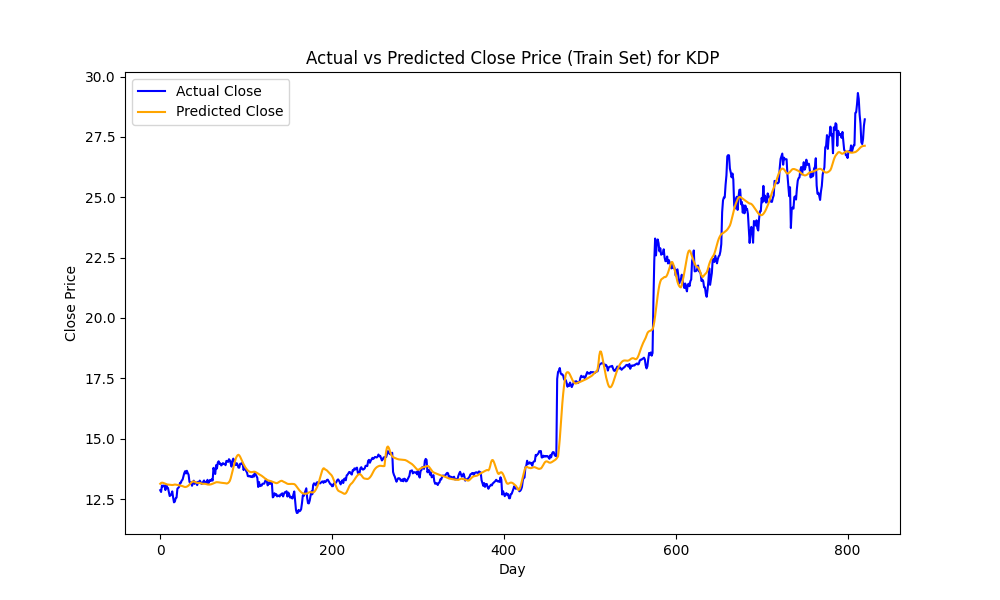 Actual vs Predicted Close Price (Train Set) for KDP
Actual Close
Predicted Close
30.0
27.5
25.0
22.5
20.0
17.5
15.0
12.5
Close Price
0 200 400 600 800
Day